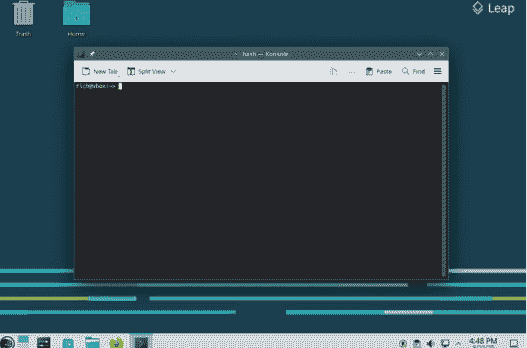 Leap
Trash
Home
~ : bash — Konsole
New Tab
Split View
Paste
Find
4:48 PM